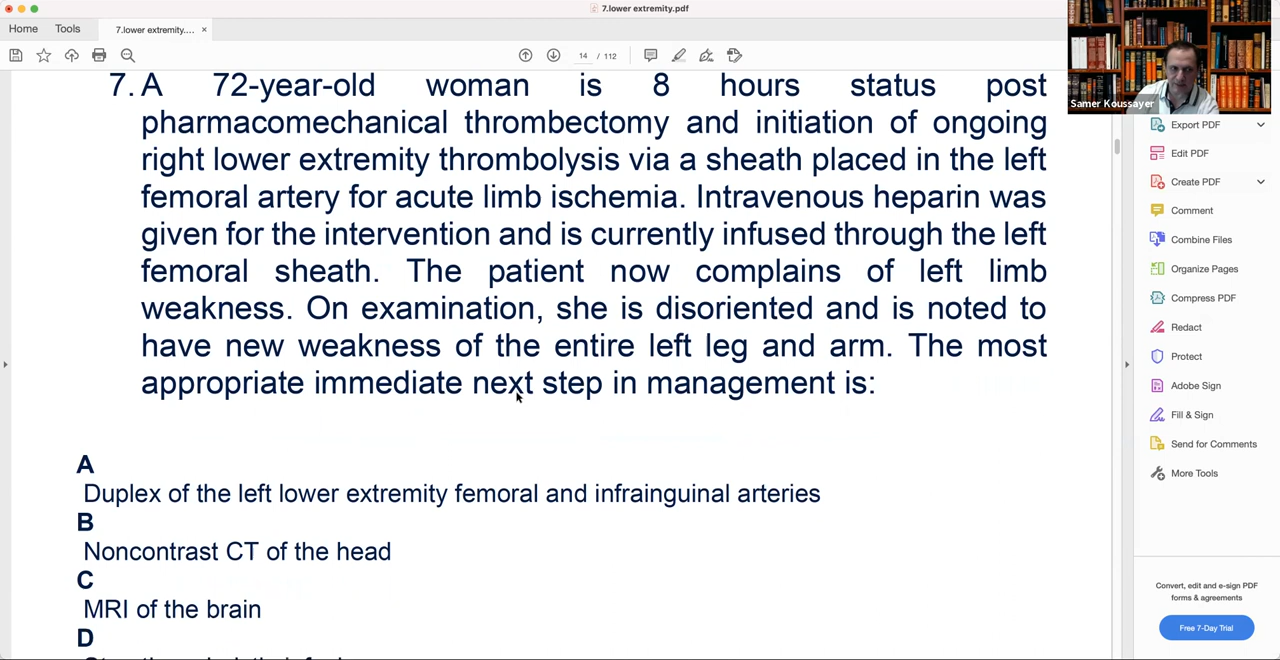 7.lower extremity.pdf
Home Tools 7.lower extremity.... ×
14 / 112
Samer Koussayer
7. A 72-year-old woman is 8 hours status post
pharmacomechanical thrombectomy and initiation of ongoing
right lower extremity thrombolysis via a sheath placed in the left
femoral artery for acute limb ischemia. Intravenous heparin was
given for the intervention and is currently infused through the left
femoral sheath. The patient now complains of left limb
weakness. On examination, she is disoriented and is noted to
have new weakness of the entire left leg and arm. The most
appropriate immediate next step in management is:
A
Duplex of the left lower extremity femoral and infrainguinal arteries
B
Noncontrast CT of the head
C
MRI of the brain
D
Export PDF
Edit PDF
Create PDF
Comment
Combine Files
Organize Pages
Compress PDF
Redact
Protect
Adobe Sign
Fill & Sign
Send for Comments
More Tools
Convert, edit and e-sign PDF
forms & agreements
Free 7-Day Trial